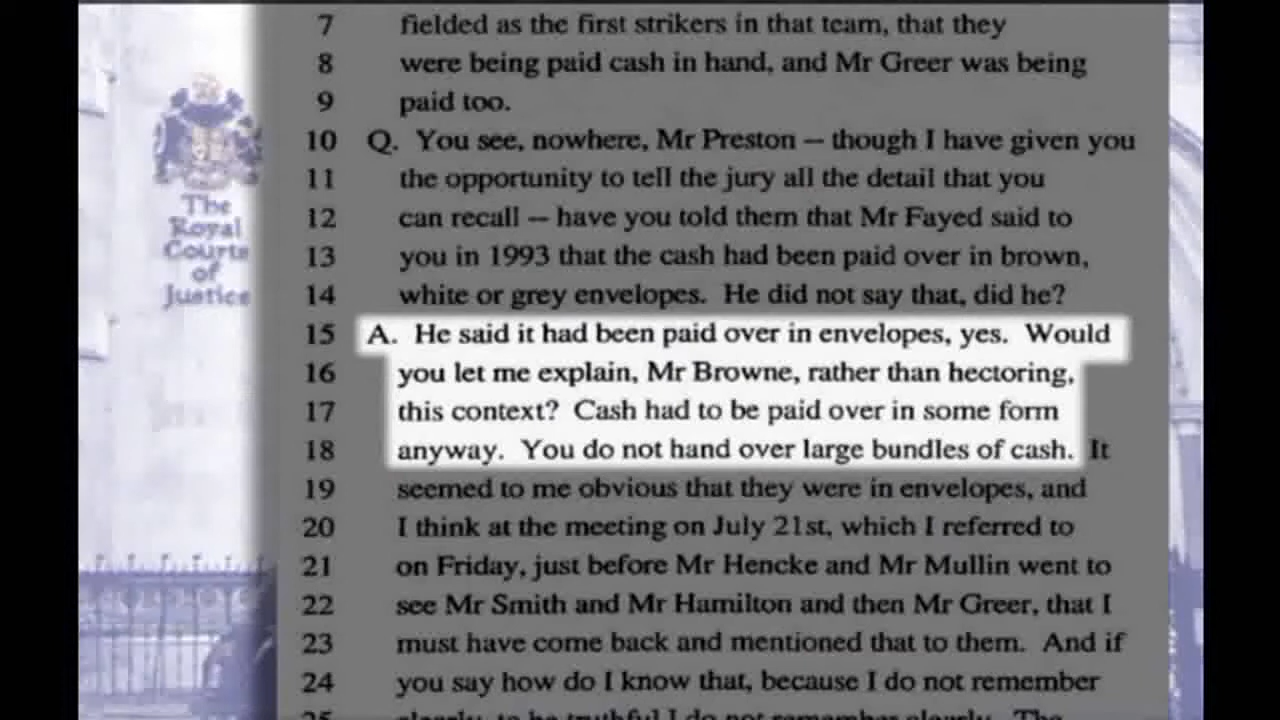 The
Royal
Courts
of
Justice
7 fielded as the first strikers in that team, that they
8 were being paid cash in hand, and Mr Greer was being
9 paid too.
10 Q. You see, nowhere, Mr Preston – though I have given you
11 the opportunity to tell the jury all the detail that you
12 can recall – have you told them that Mr Fayed said to
13 you in 1993 that the cash had been paid over in brown,
14 white or grey envelopes. He did not say that, did he?
15 A. He said it had been paid over in envelopes, yes. Would
16 you let me explain, Mr Browne, rather than hectoring,
17 this context? Cash had to be paid over in some form
18 anyway. You do not hand over large bundles of cash. It
19 seemed to me obvious that they were in envelopes, and
20 I think at the meeting on July 21st, which I referred to
21 on Friday, just before Mr Hencke and Mr Mullin went to
22 see Mr Smith and Mr Hamilton and then Mr Greer, that I
23 must have come back and mentioned that to them. And if
24 you say how do I know that, because I do not remember
25 clearly, to be truthful I do not remember clearly. The